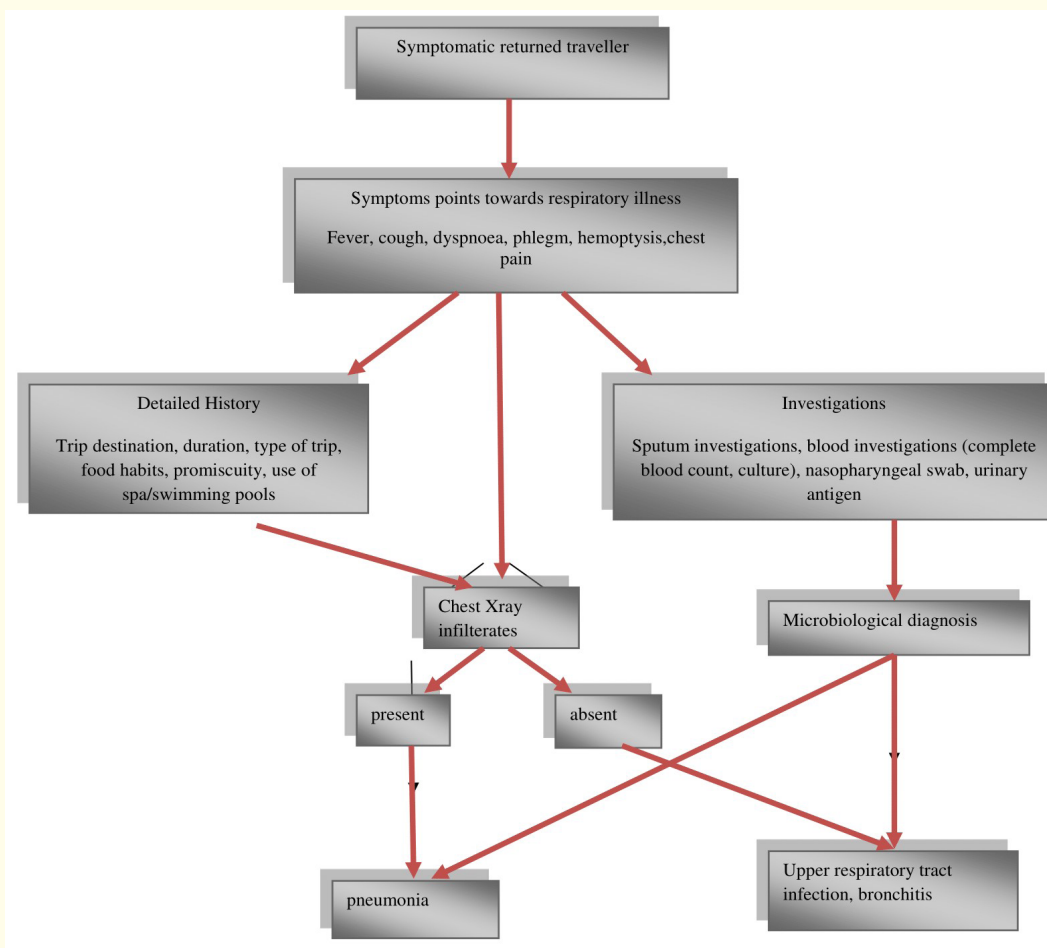 Symptomatic returned traveller
Symptoms points towards respiratory illness
Fever, cough, dyspnoea, phlegm, hemoptysis,chest
pain
Detailed History
Trip destination, duration, type of trip,
food habits, promiscuity, use of
spa/swimming pools
Investigations
Sputum investigations, blood investigations (complete
blood count, culture), nasopharyngeal swab, urinary
antigen
Chest Xray
infilterates
Microbiological diagnosis
present
absent
pneumonia
Upper respiratory tract
infection, bronchitis